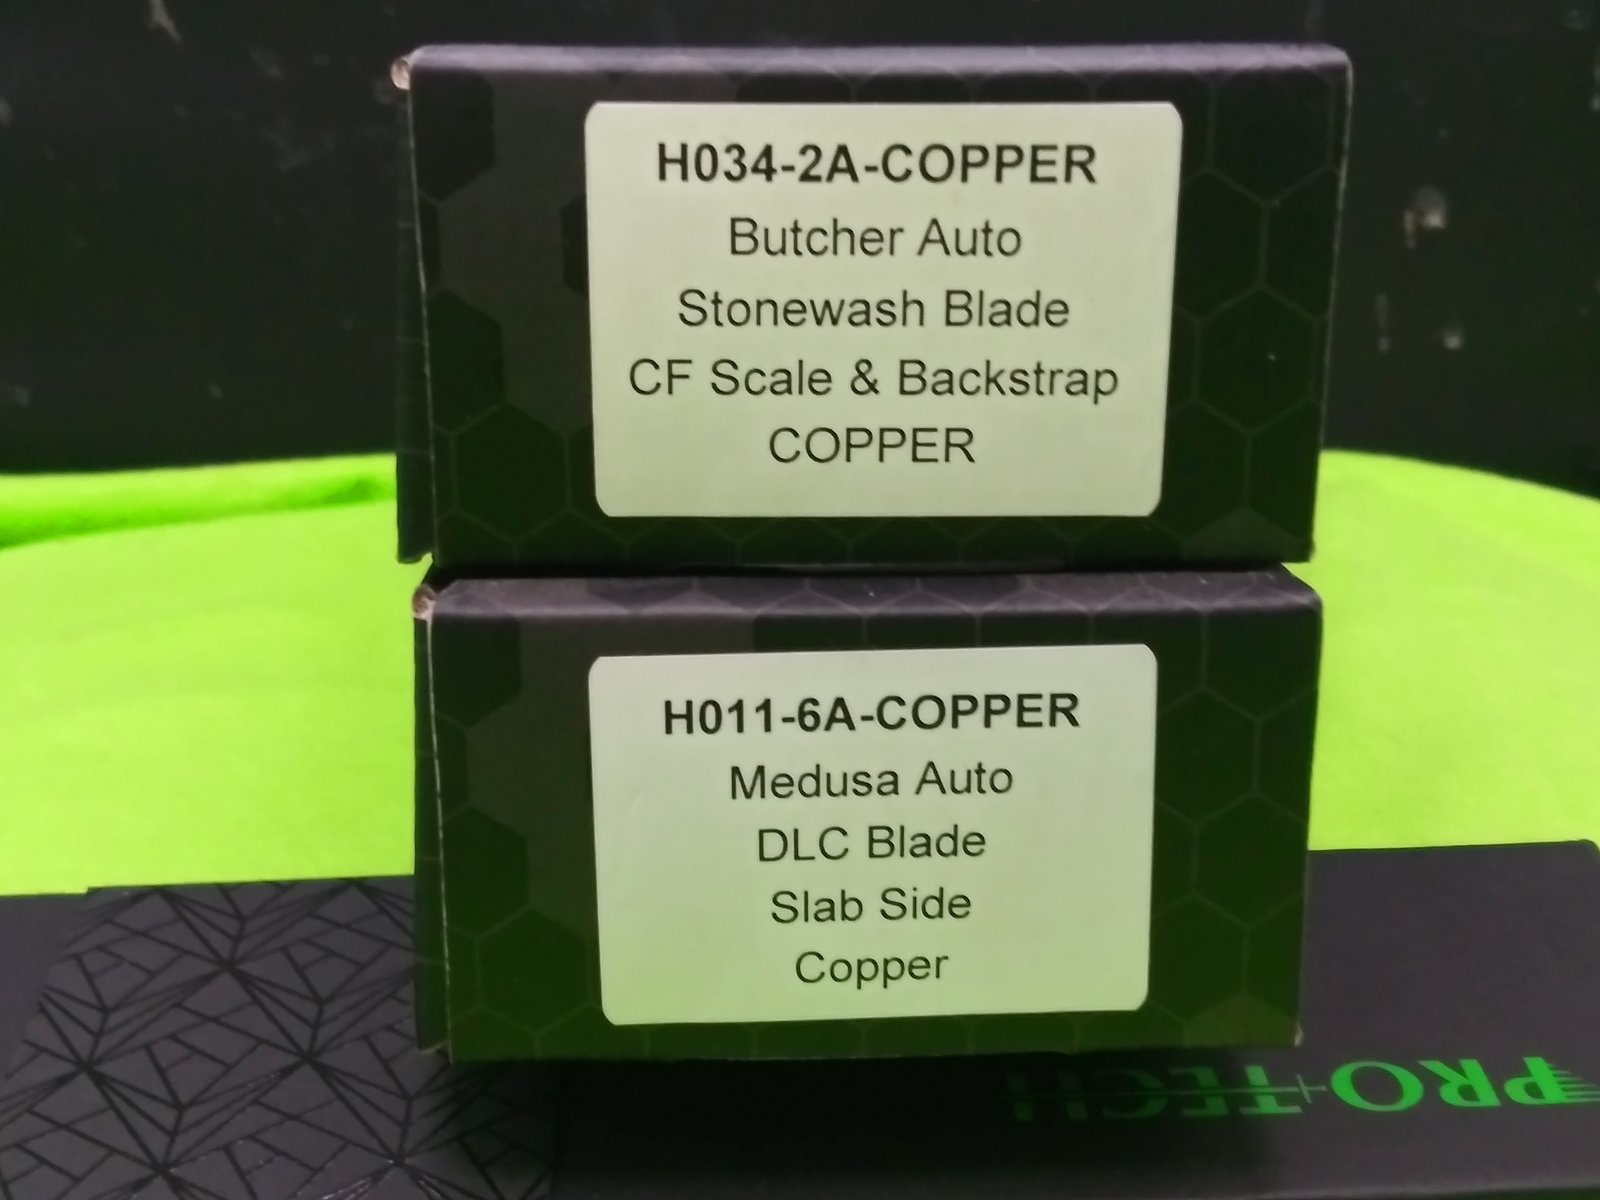 H034-2A-COPPER
Butcher Auto
Stonewash Blade
CF Scale & Backstrap
COPPER
H011-6A-COPPER
Medusa Auto
DLC Blade
Slab Side
Copper
PRO-TECH